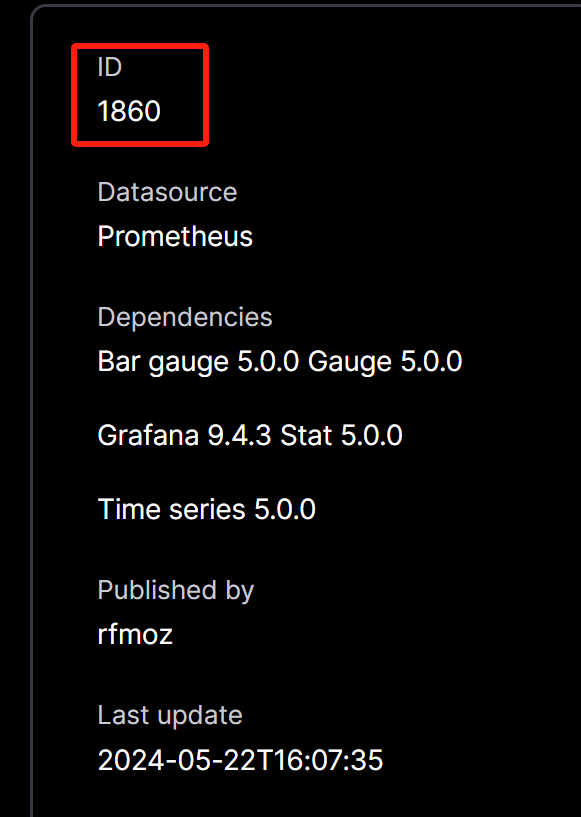 ID
1860
Datasource
Prometheus
Dependencies
Bar gauge 5.0.0 Gauge 5.0.0
Grafana 9.4.3 Stat 5.0.0
Time series 5.0.0
Published by
rfmoz
Last update
2024-05-22T16:07:35